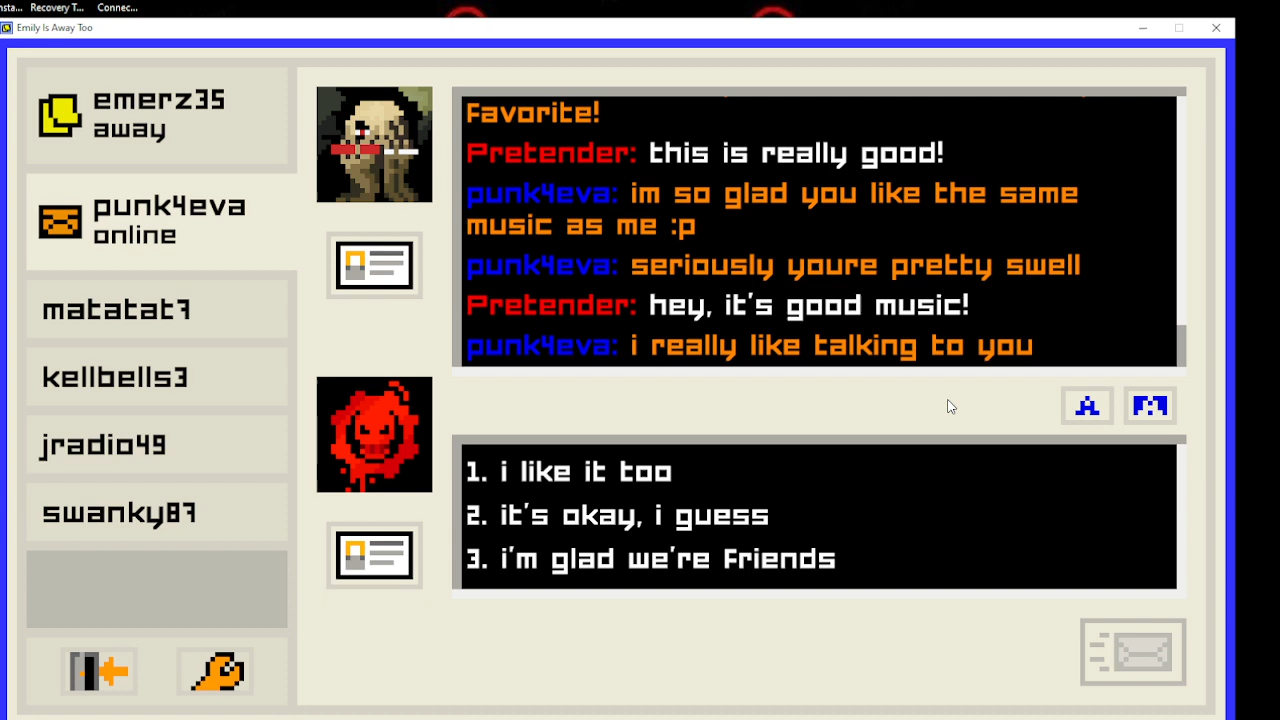 nsta... Recovery T... Connec...
Emily Is Away Too
emerz35
away
punk4eva
online
matatat7
kellbells3
jradio49
swanky87
Favorite!
Pretender: this is really good!
punk4eva: im so glad you like the same
music as me :p
punk4eva: seriously youre pretty swell
Pretender: hey, it's good music!
punk4eva: i really like talking to you
A M
1. i like it too
2. it's okay, i guess
3. i'm glad we're friends